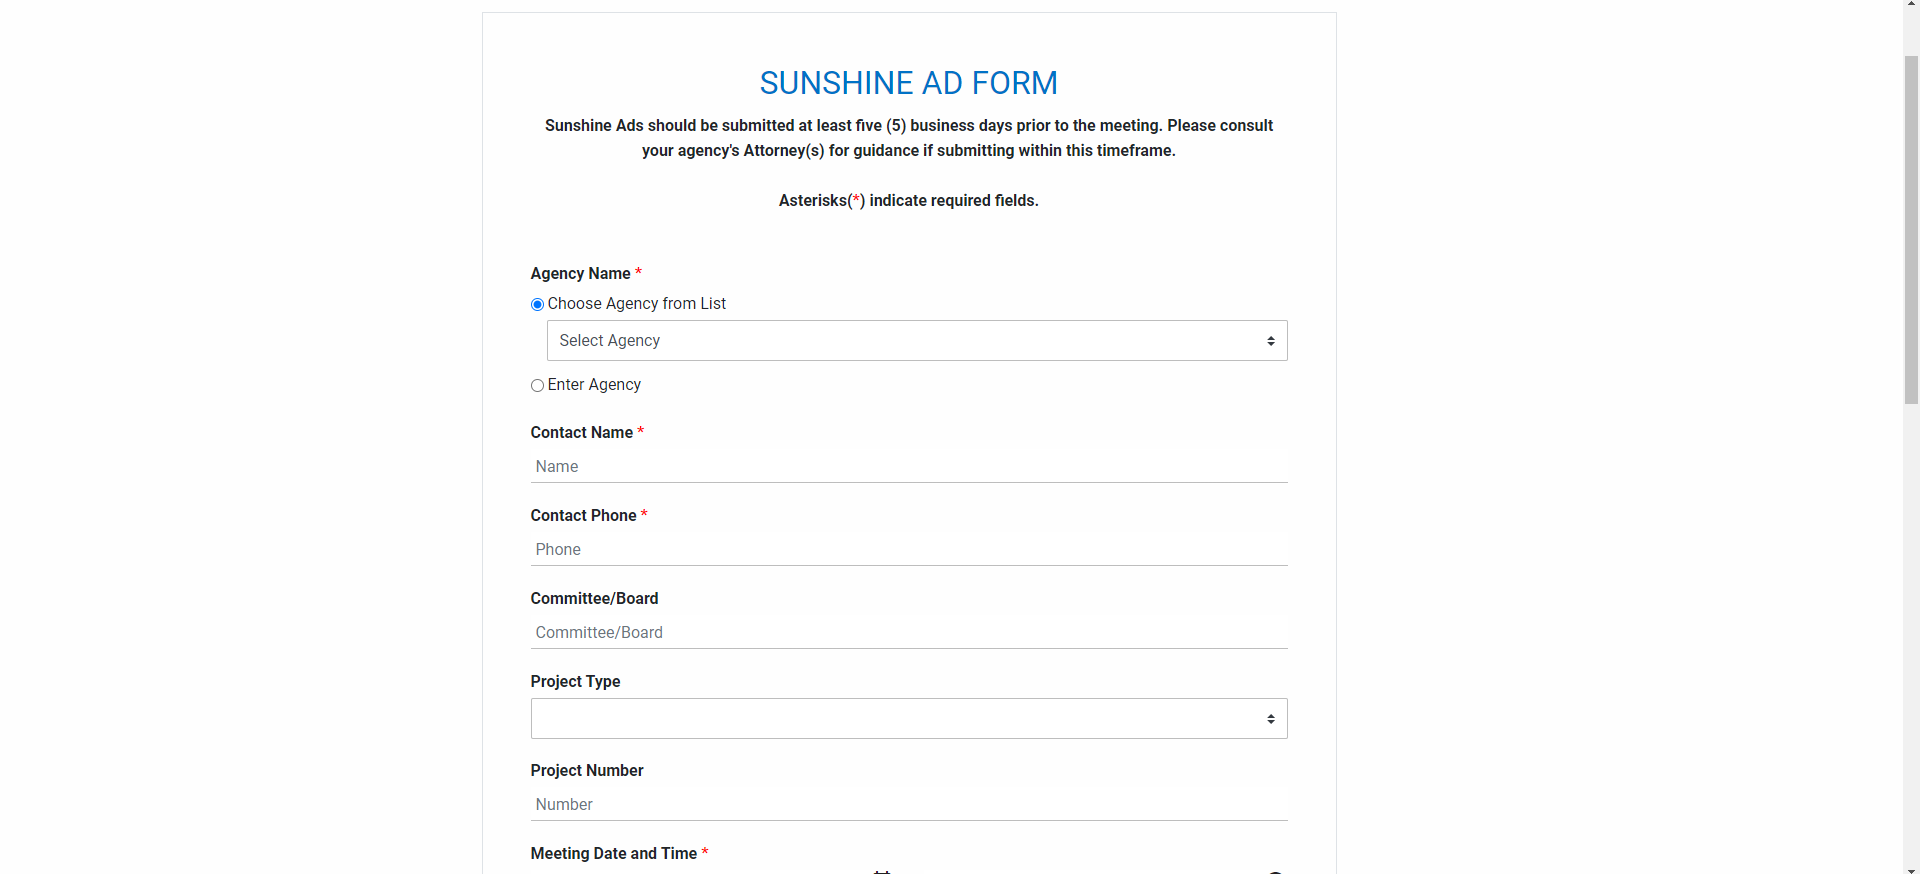 SUNSHINE AD FORM
Sunshine Ads should be submitted at least five (5) business days prior to the meeting. Please consult
your agency's Attorney(s) for guidance if submitting within this timeframe.
Asterisks(*) indicate required fields.
Agency Name *
Choose Agency from List
Select Agency
Enter Agency
Contact Name *
Name
Contact Phone *
Phone
Committee/Board
Committee/Board
Project Type
Project Number
Number
Meeting Date and Time *